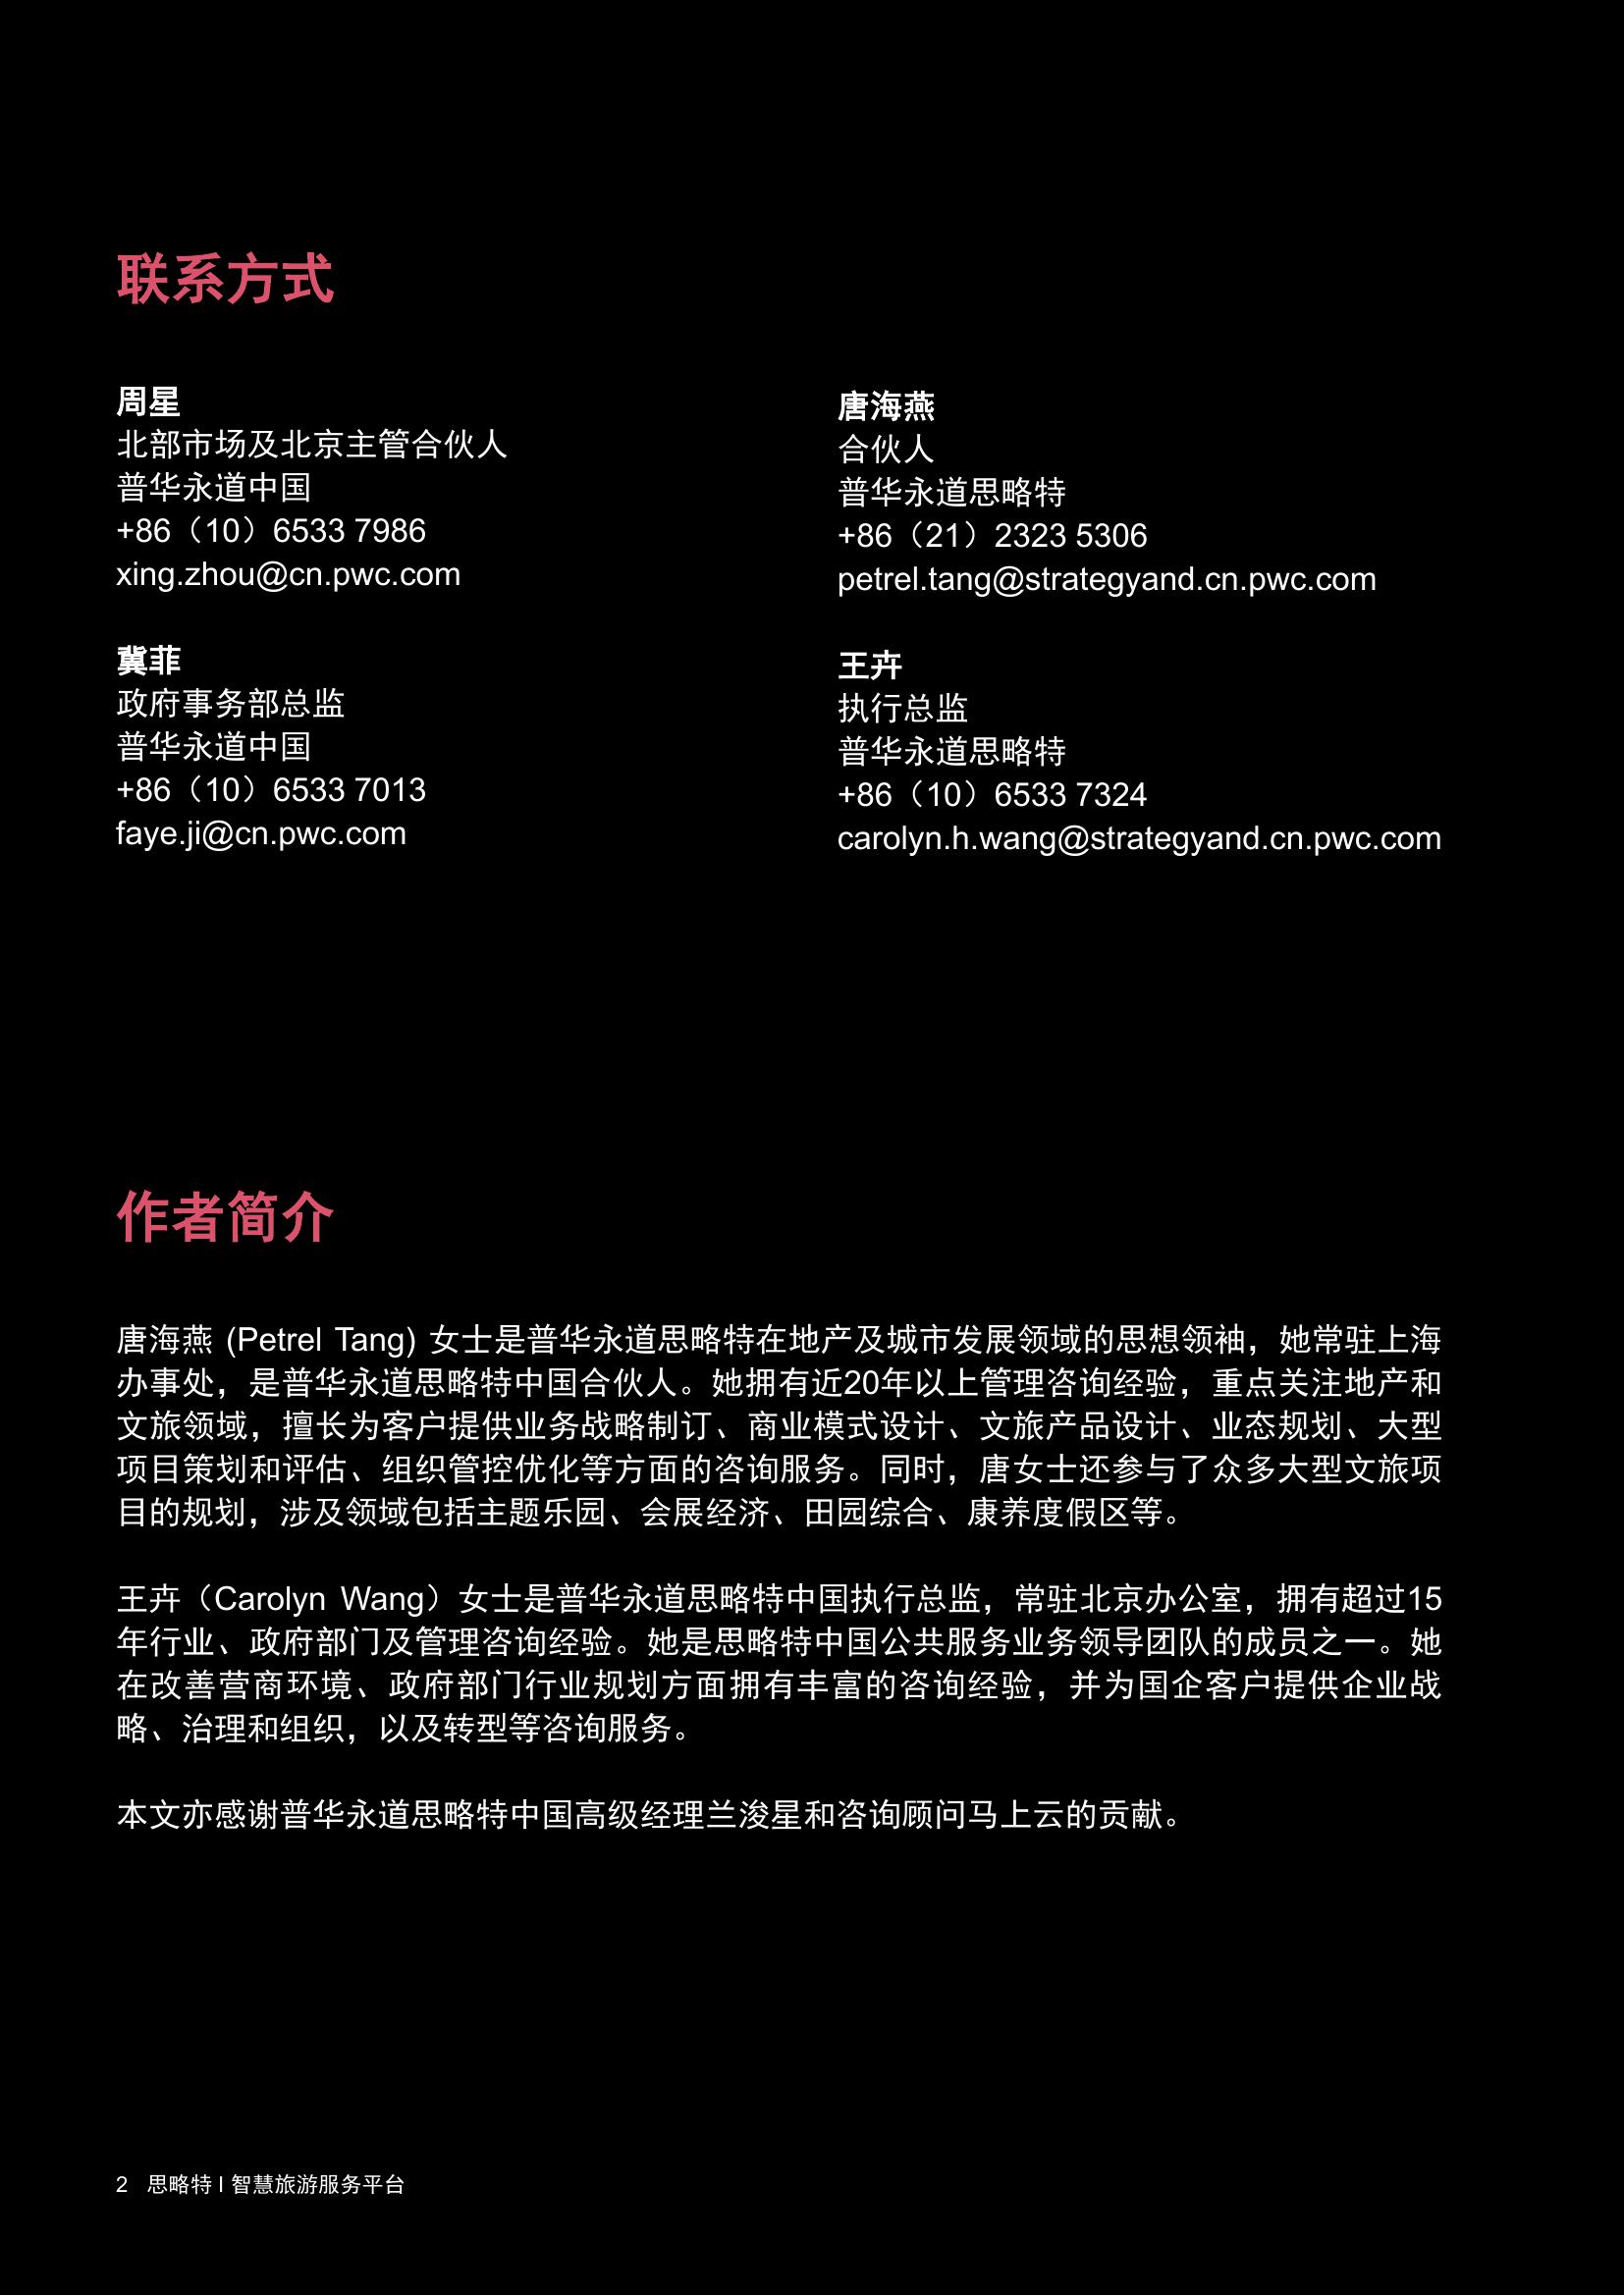 联系方式
周星
北部市场及北京主管合伙人
普华永道中国
+86（10）6533 7986
xing.zhou@cn.pwc.com
冀菲
政府事务部总监
普华永道中国
+86（10）6533 7013
faye.ji@cn.pwc.com
唐海燕
合伙人
普华永道思略特
+86（21）2323 5306
petrel.tang@strategyand.cn.pwc.com
王卉
执行总监
普华永道思略特
+86（10）6533 7324
carolyn.h.wang@strategyand.cn.pwc.com
作者简介
唐海燕 (Petrel Tang) 女士是普华永道思略特在地产及城市发展领域的思想领袖，她常驻上海
办事处，是普华永道思略特中国合伙人。她拥有近20年以上管理咨询经验，重点关注地产和
文旅领域，擅长为客户提供业务战略制订、商业模式设计、文旅产品设计、业态规划、大型
项目策划和评估、组织管控优化等方面的咨询服务。同时，唐女士还参与了众多大型文旅项
目的规划，涉及领域包括主题乐园、会展经济、田园综合、康养度假区等。
王卉（Carolyn Wang）女士是普华永道思略特中国执行总监，常驻北京办公室，拥有超过15
年行业、政府部门及管理咨询经验。她是思略特中国公共服务业务领导团队的成员之一。她
在改善营商环境、政府部门行业规划方面拥有丰富的咨询经验，并为国企客户提供企业战
略、治理和组织，以及转型等咨询服务。
本文亦感谢普华永道思略特中国高级经理兰浚星和咨询顾问马上云的贡献。
2 思略特 I 智慧旅游服务平台